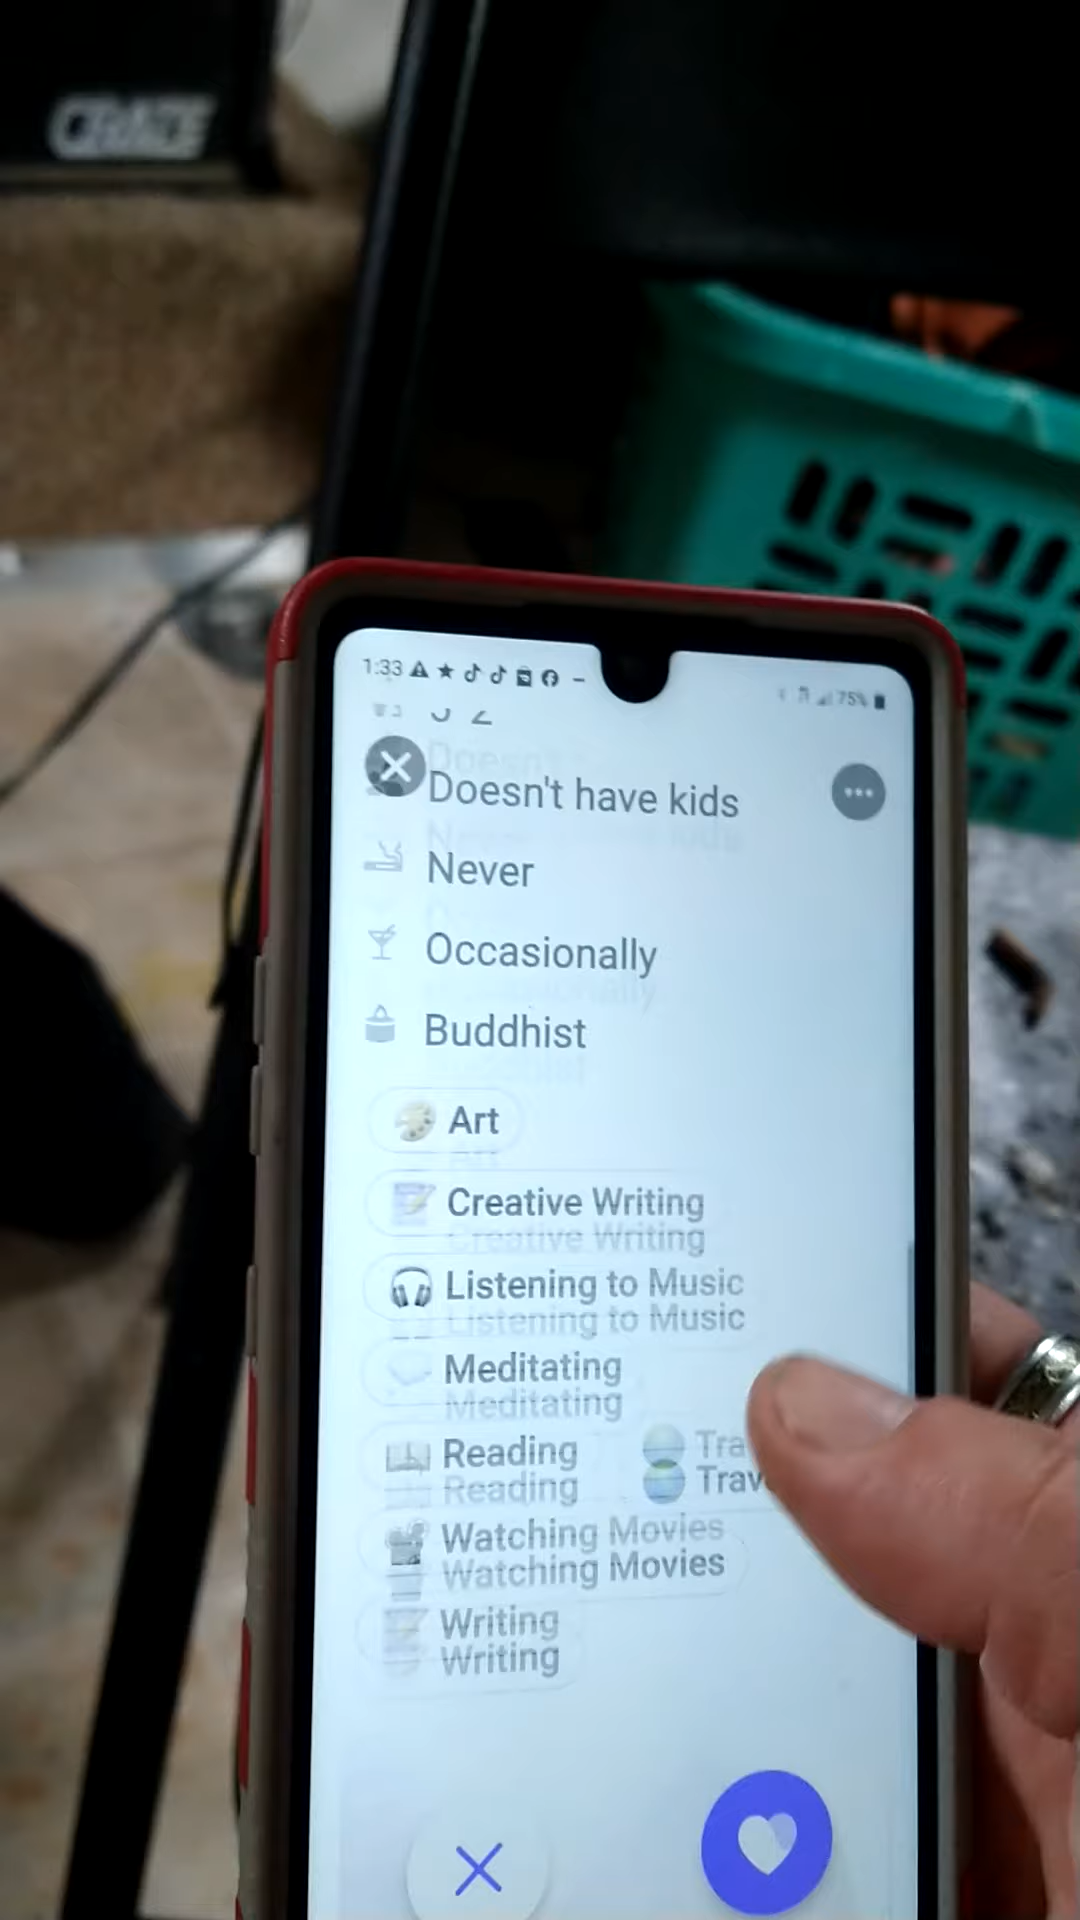 CRAZE
1:33 75%
Doesn't have kids
Never
Occasionally
Buddhist
Art
Creative Writing
Listening to Music
Meditating
Reading
Watching Movies
Writing